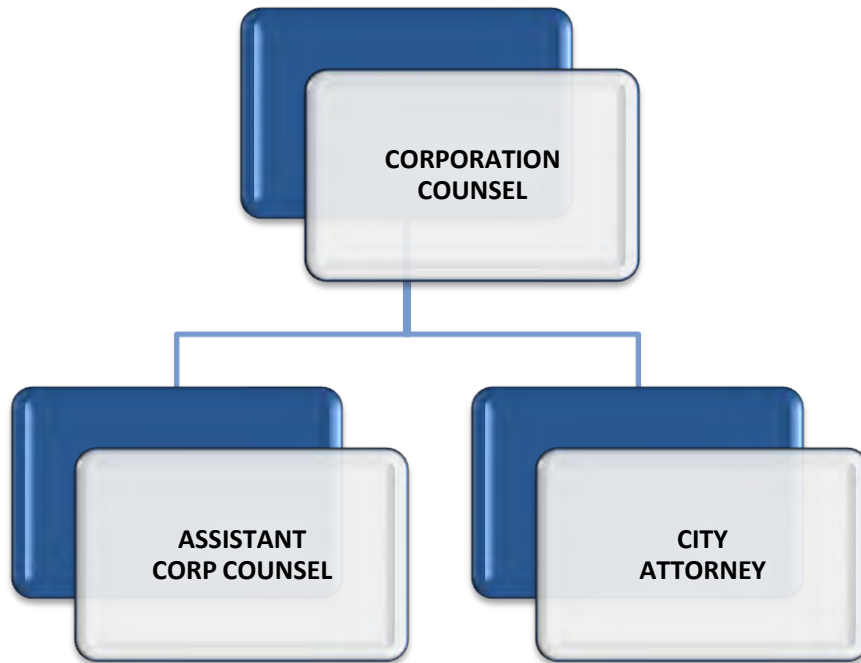 CORPORATION
COUNSEL
ASSISTANT
CORP COUNSEL
CITY
ATTORNEY